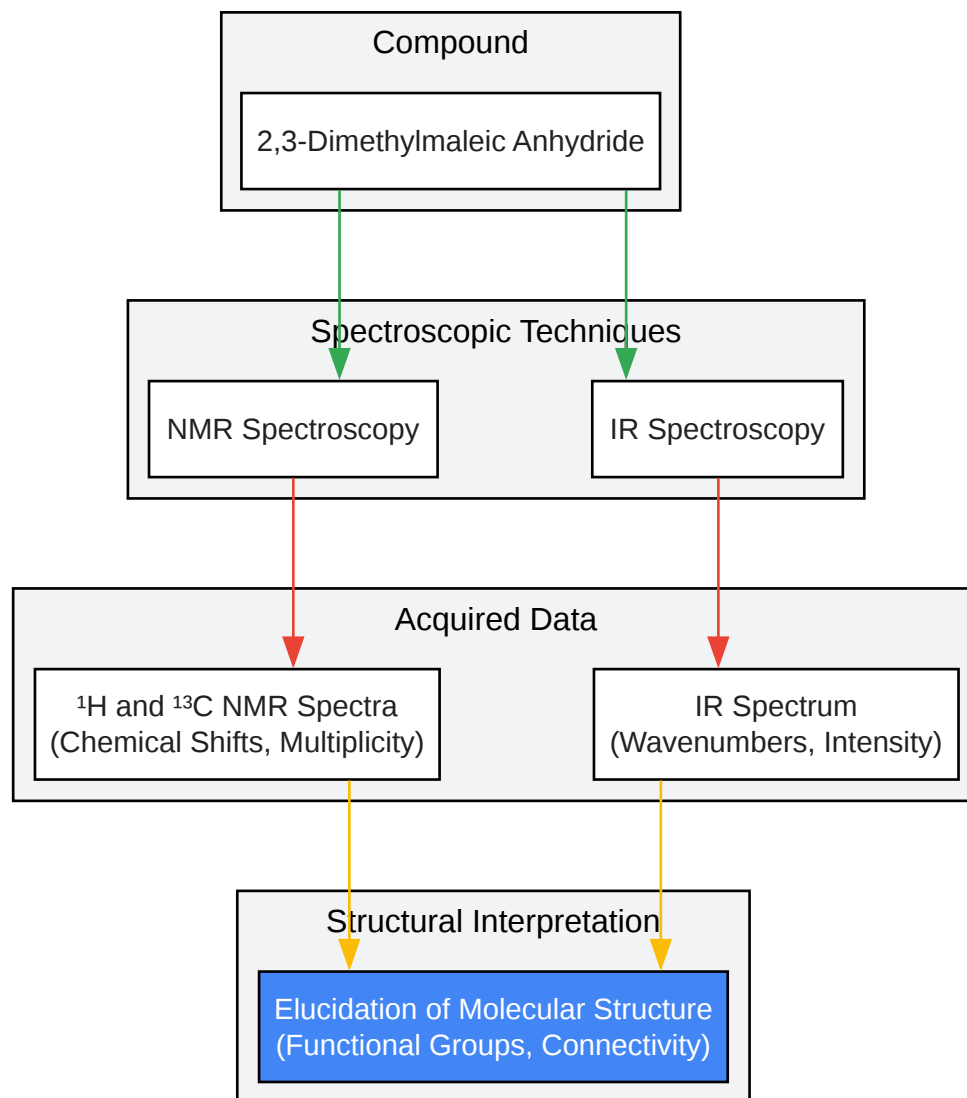 Compound
2,3-Dimethylmaleic Anhydride
Spectroscopic Techniques
NMR Spectroscopy
IR Spectroscopy
Acquired Data
¹H and ¹³C NMR Spectra
(Chemical Shifts, Multiplicity)
IR Spectrum
(Wavenumbers, Intensity)
Structural Interpretation
Elucidation of Molecular Structure
(Functional Groups, Connectivity)